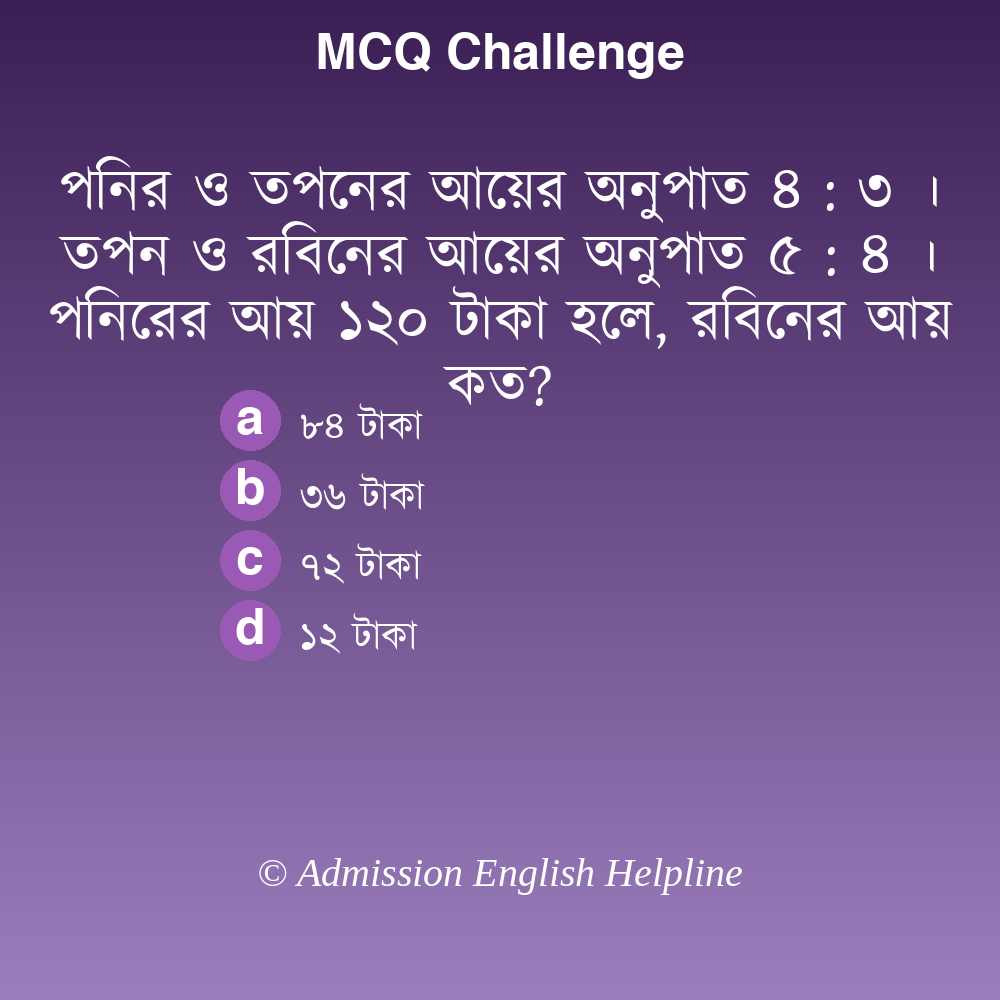 MCQ Challenge
পনির ও তপনের আয়ের অনুপাত ৪ : ৩ ।
তপন ও রবিনের আয়ের অনুপাত ৫ : ৪ ।
পনিরের আয় ১২০ টাকা হলে, রবিনের আয়
কত?
a ৮৪ টাকা
b ৩৬ টাকা
c ৭২ টাকা
d ১২ টাকা
© Admission English Helpline